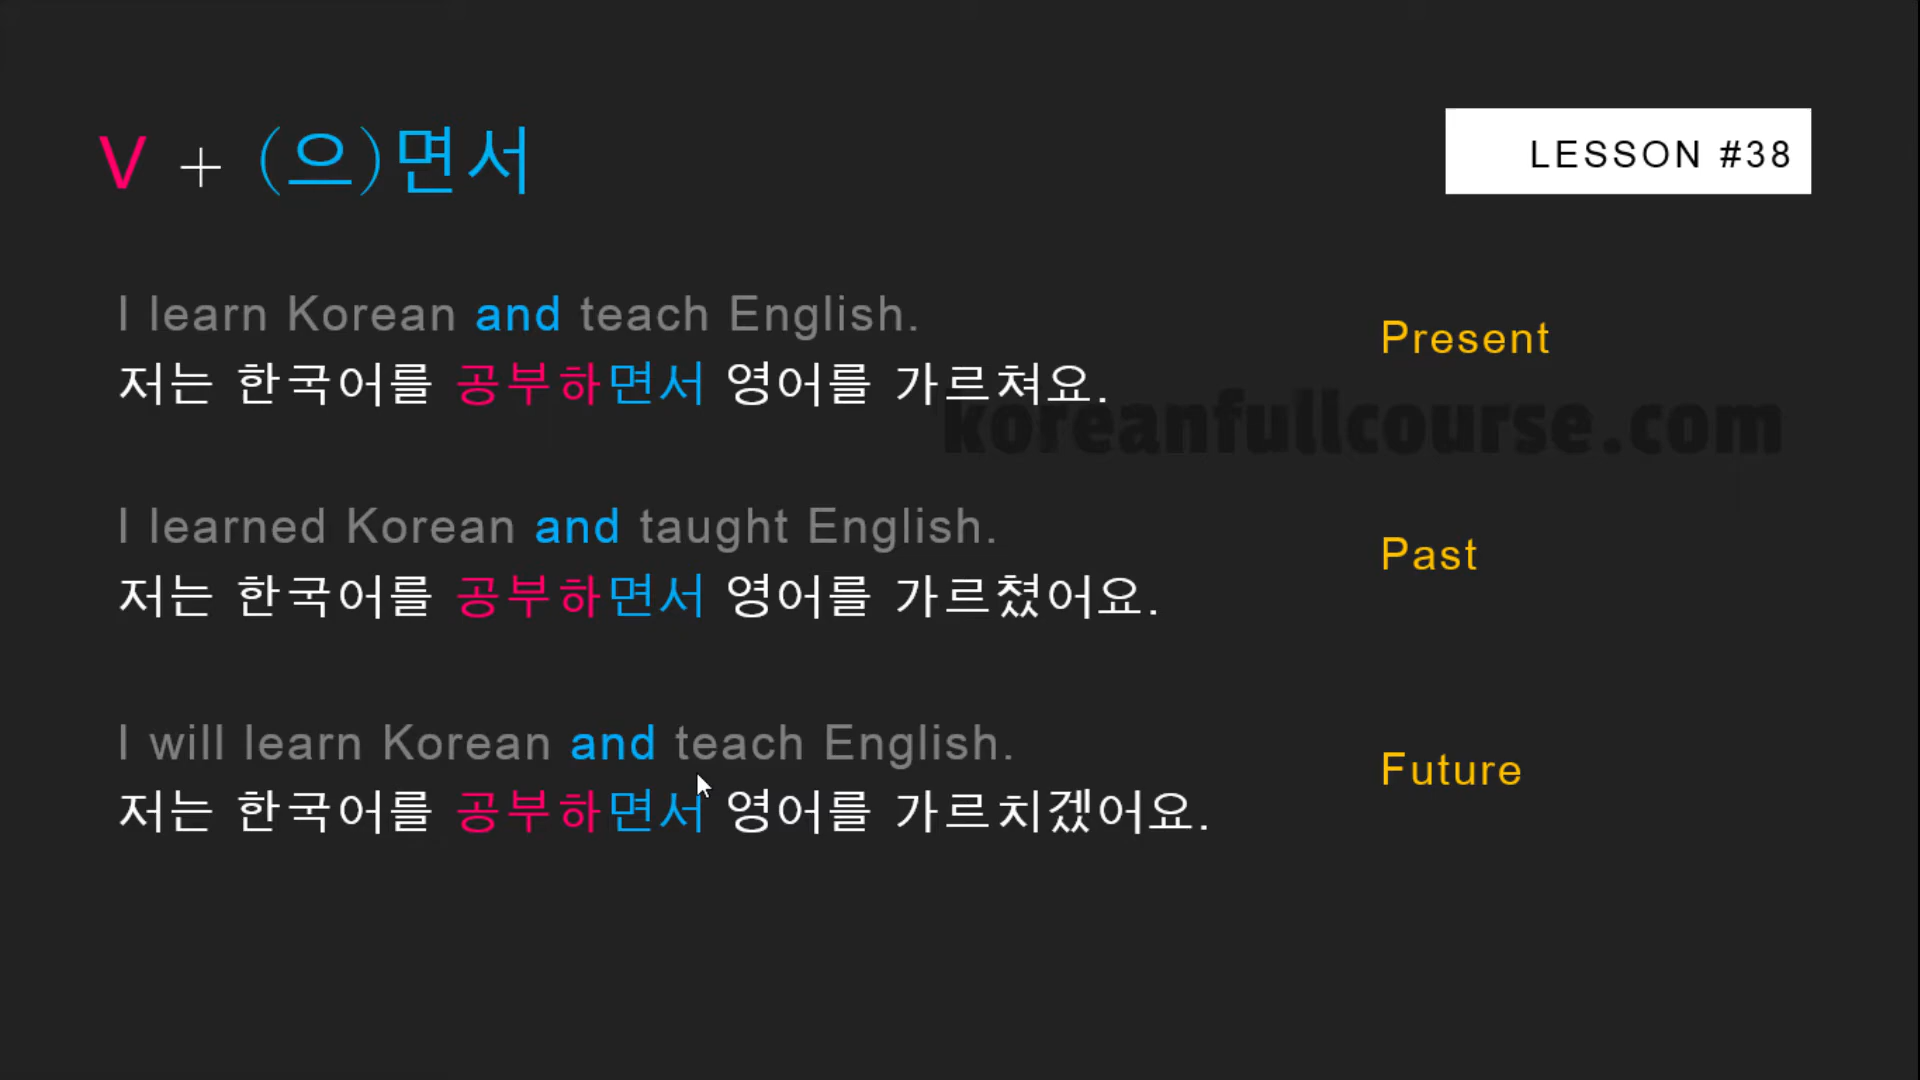 V + (으)면서
LESSON #38
I learn Korean and teach English.
저는 한국어를 공부하면서 영어를 가르쳐요.
Present
koreanfullcourse.com
I learned Korean and taught English.
저는 한국어를 공부하면서 영어를 가르쳤어요.
Past
I will learn Korean and teach English.
저는 한국어를 공부하면서 영어를 가르치겠어요.
Future